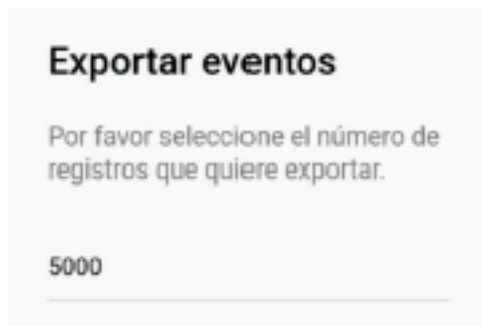 Exportar eventos
Por favor seleccione el número de
registros que quiere exportar.
5000